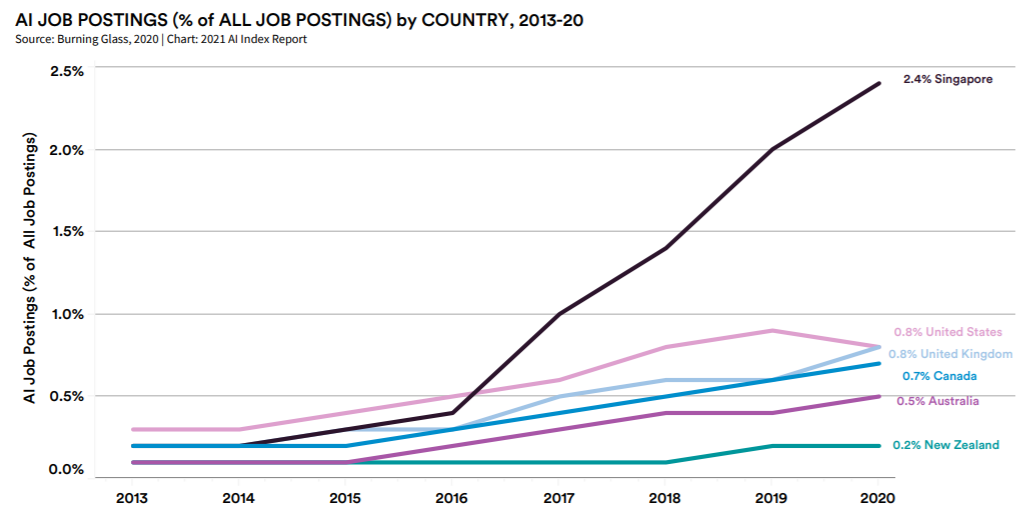 AI JOB POSTINGS (% of ALL JOB POSTINGS) by COUNTRY, 2013-20
Source: Burning Glass, 2020 | Chart: 2021 AI Index Report
AI Job Postings (% of All Job Postings)
2.5%
2.0%
1.5%
1.0%
0.5%
0.0%
2.4% Singapore
0.8% United States
0.8% United Kingdom
0.7% Canada
0.5% Australia
0.2% New Zealand
2013 2014 2015 2016 2017 2018 2019 2020